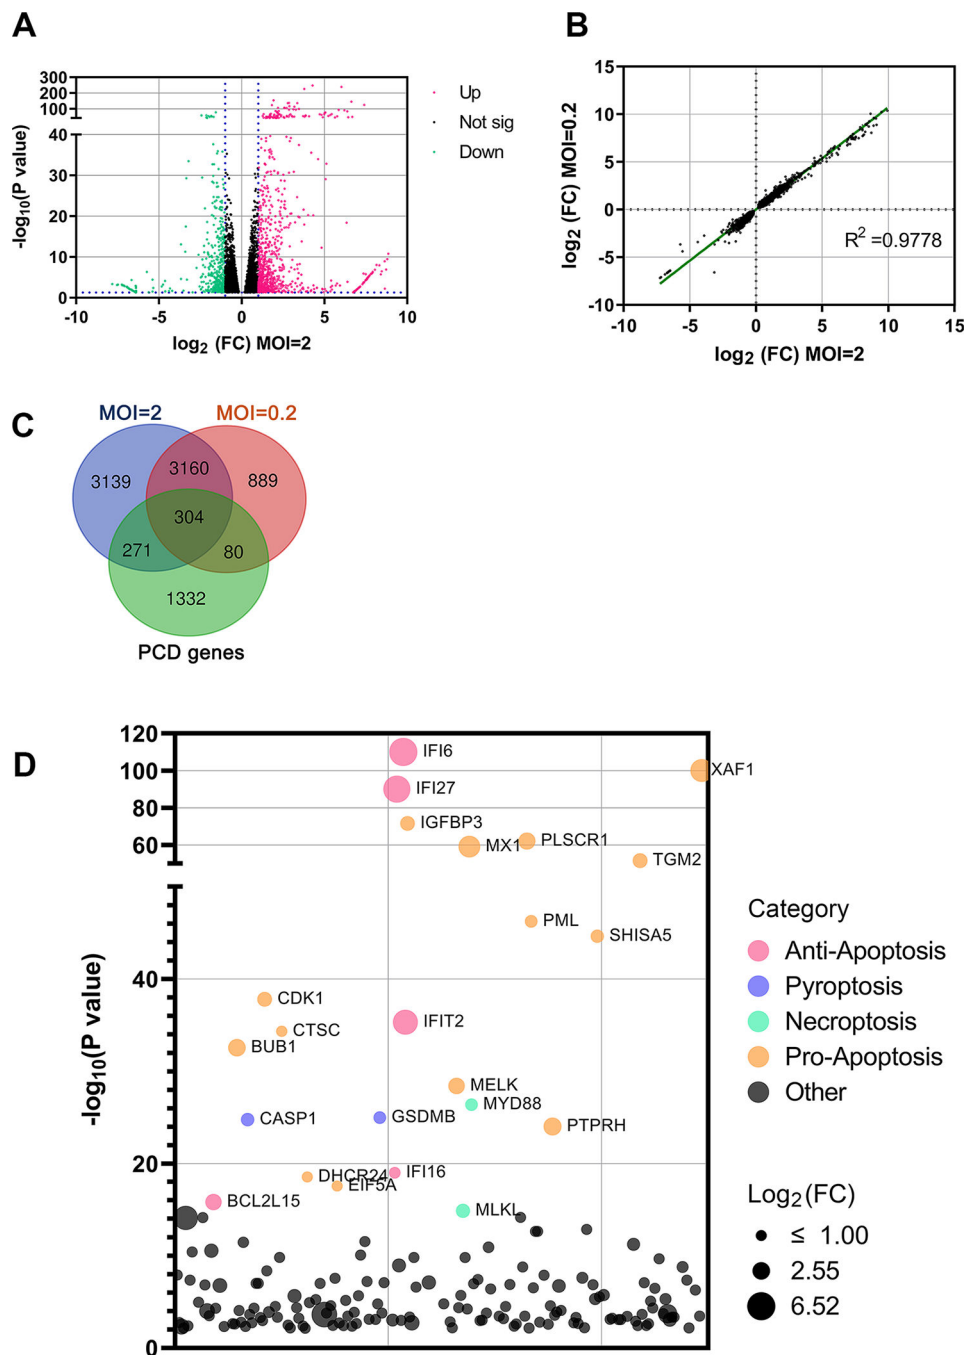 A
300
200
100
40
30
20
10
0
-log10(P value)
-10
-5
0
5
10
log2 (FC) MOI=2
Up
Not sig
Down
B
15
10
5
0
-5
-10
log2 (FC) MOI=0.2
R2 =0.9778
-10
-5
0
5
10
15
log2 (FC) MOI=2
C
MOI=2
MOI=0.2
3139
3160
889
304
271
80
1332
PCD genes
D
120
100
80
60
40
20
0
-log10(P value)
IFI6
XAF1
IFI27
IGFBP3
MX1
PLSCR1
TGM2
PML
SHISA5
CDK1
IFIT2
CTSC
BUB1
MELK
MYD88
CASP1
GSDMB
PTPRH
DHCR24
IFI16
EIF5A
BCL2L15
MLKL
Category
Anti-Apoptosis
Pyroptosis
Necroptosis
Pro-Apoptosis
Other
Log2(FC)
≤ 1.00
2.55
6.52